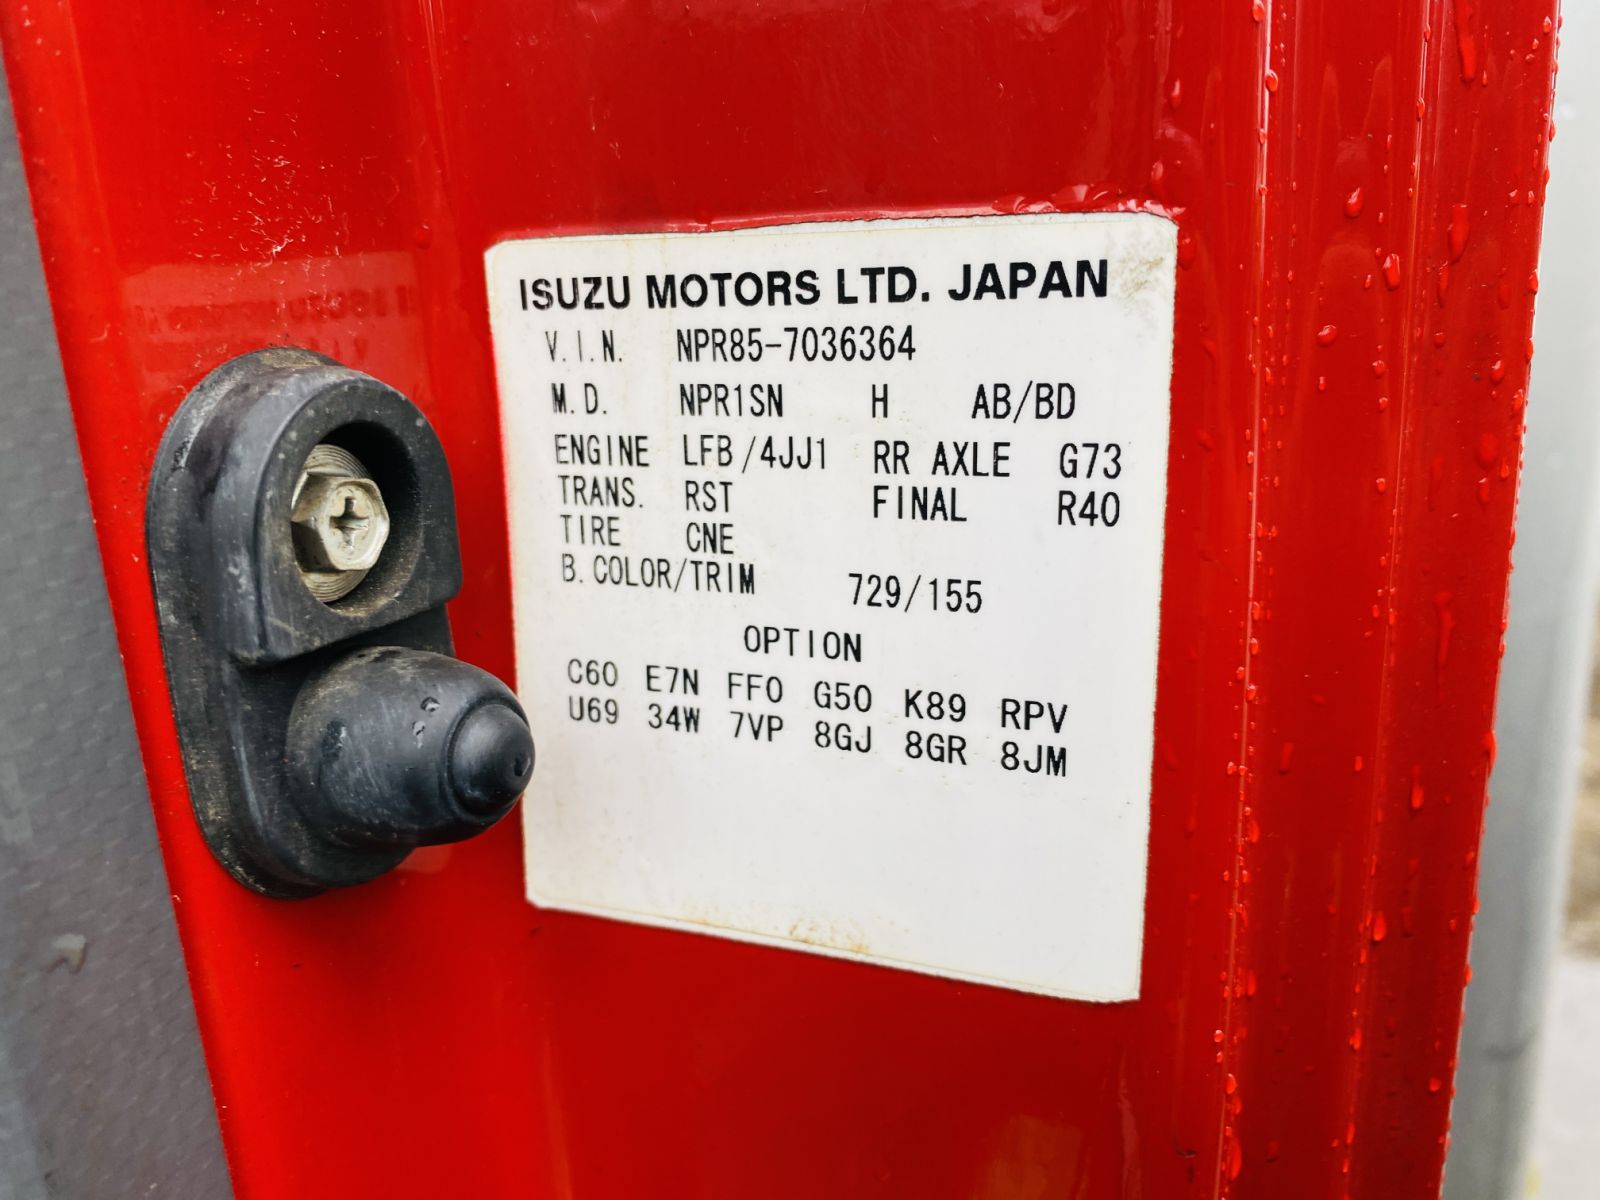 ISUZU MOTORS LTD. JAPAN
V.I.N. NPR85-7036364
M.D. NPR1SN H AB/BD
ENGINE LFB/4JJ1 RR AXLE G73
TRANS. RST FINAL R40
TIRE CNE
B.COLOR/TRIM 729/155
OPTION
C60 E7N FF0 G50 K89 RPV
U69 34W 7VP 8GJ 8GR 8JM